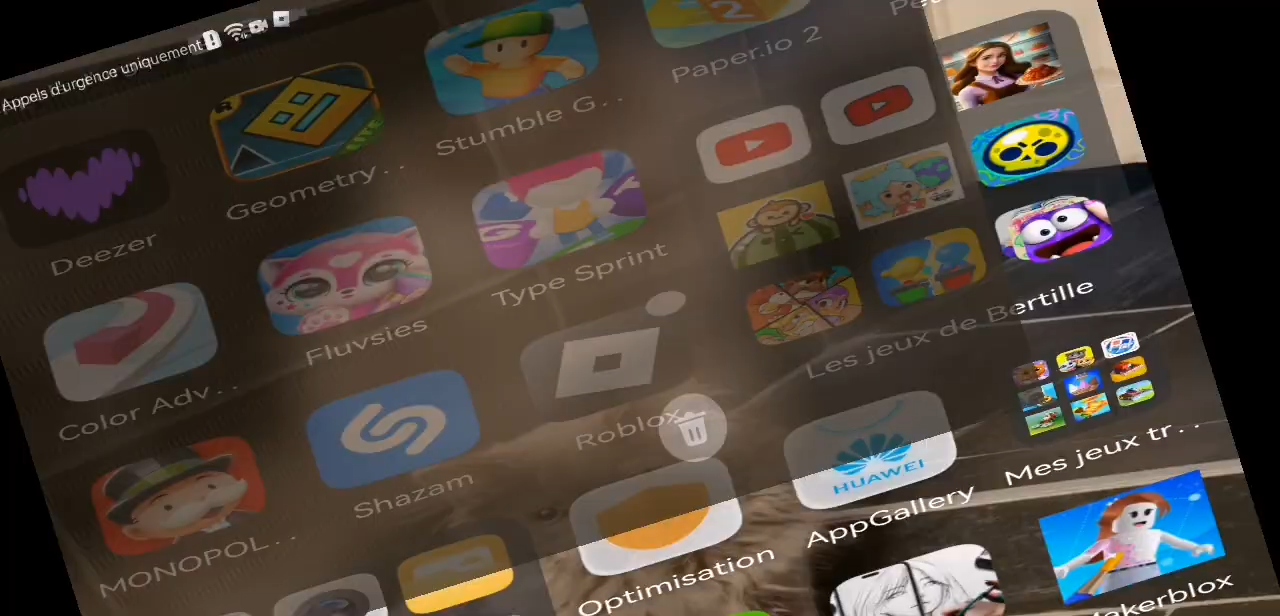 Appels d'urgence uniquement
Stumble G...
Paper.io 2
Deezer
Geometry...
Type Sprint
Color Adv...
Fluvsies
Roblox
Les jeux de Bertille
MONOPOL...
Shazam
HUAWEI
Optimisation
AppGallery
Mes jeux tr...